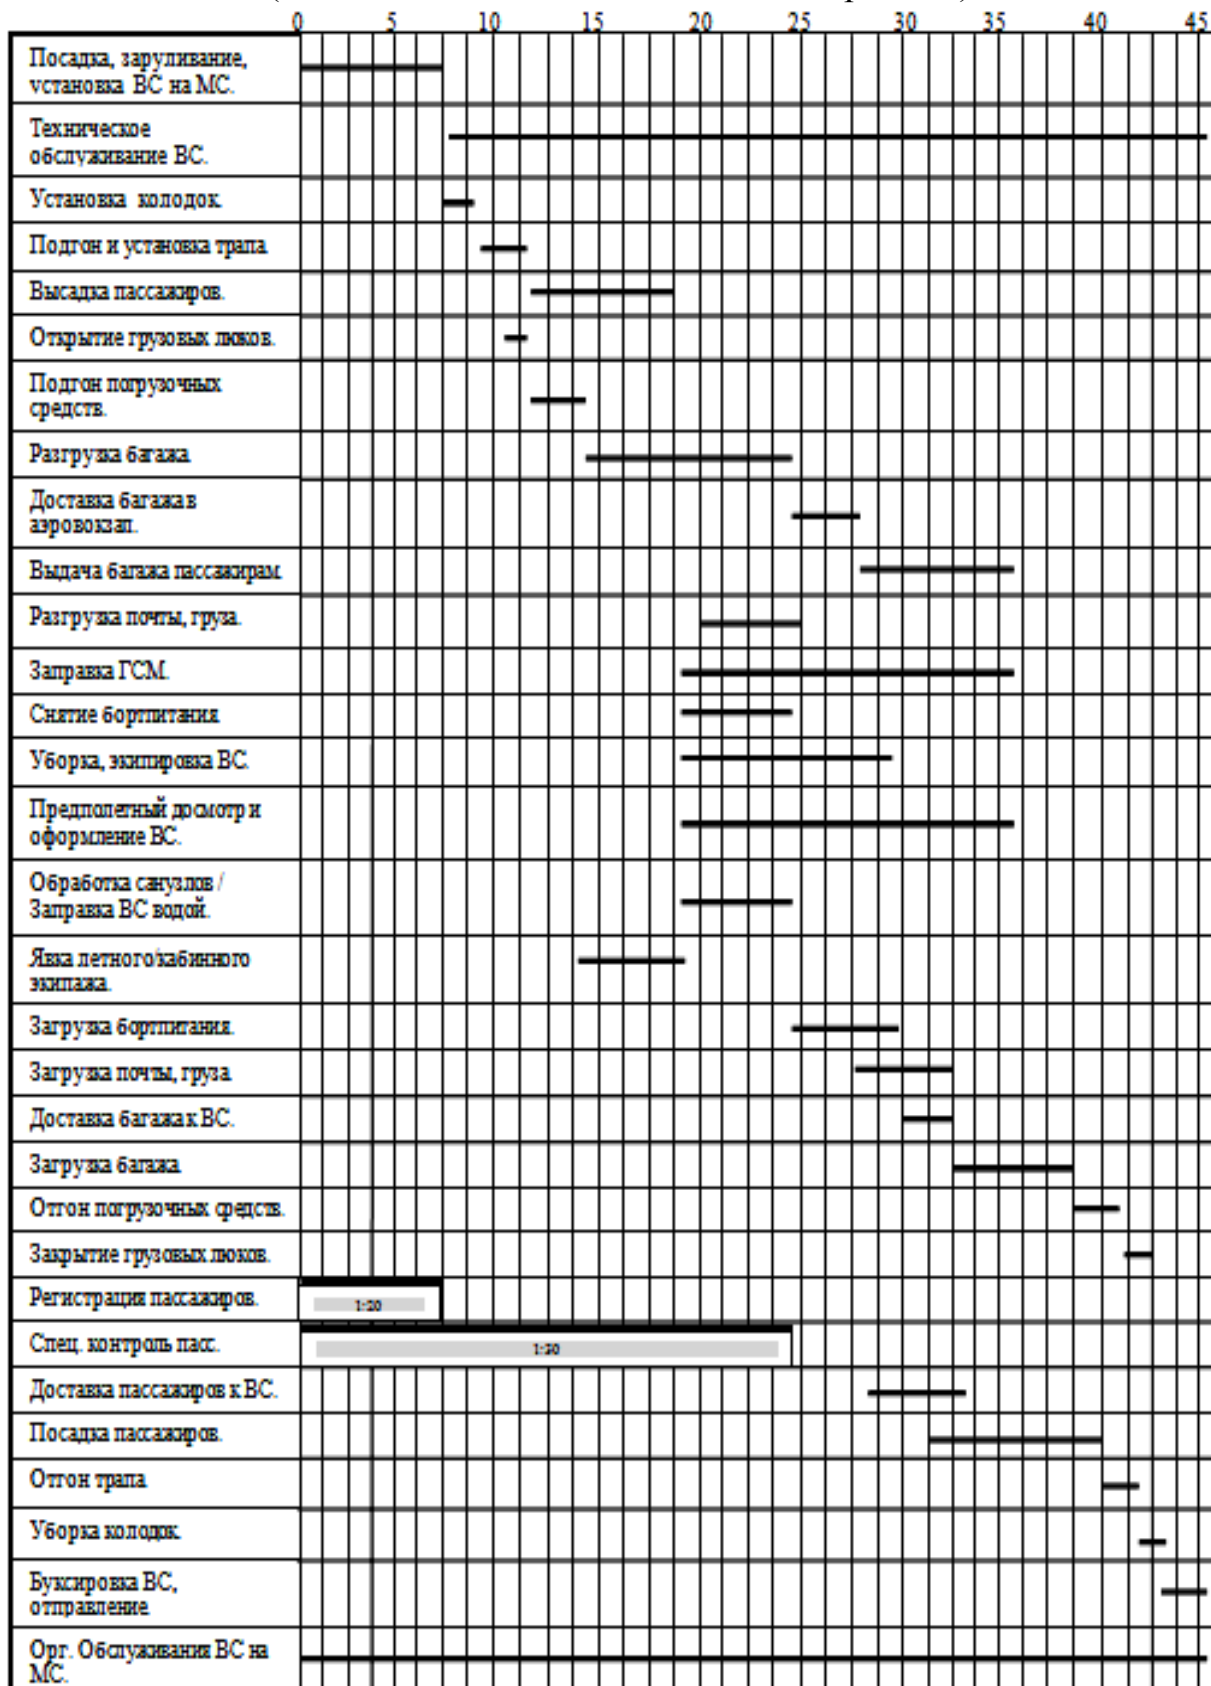 0 5 10 15 20 25 30 35 40 45
Посадка, заруливание,
установка ВС на МС.
Техническое
обслуживание ВС.
Установка колодок.
Подгон и установка трапа
Высадка пассажиров.
Открытие грузовых люков.
Подгон погрузочных
средств.
Разгрузка багажа
Доставка багажа в
аэровокзал.
Выдача багажа пассажирам
Разгрузка почты, груза.
Заправка ГСМ.
Снятие бортпитания
Уборка, экипировка ВС.
Предполетный досмотр и
оформление ВС.
Обработка санузлов /
Заправка ВС водой.
Явка летного/кабинного
экипажа.
Загрузка бортпитания.
Загрузка почты, груза
Доставка багажа к ВС.
Загрузка багажа
Отгон погрузочных средств.
Закрытие грузовых люков.
Регистрация пассажиров.
1:20
Спец. контроль пасс.
1:30
Доставка пассажиров к ВС.
Посадка пассажиров.
Отгон трапа
Уборка колодок.
Буксировка ВС,
отправление
Орг. Обслуживания ВС на
МС.